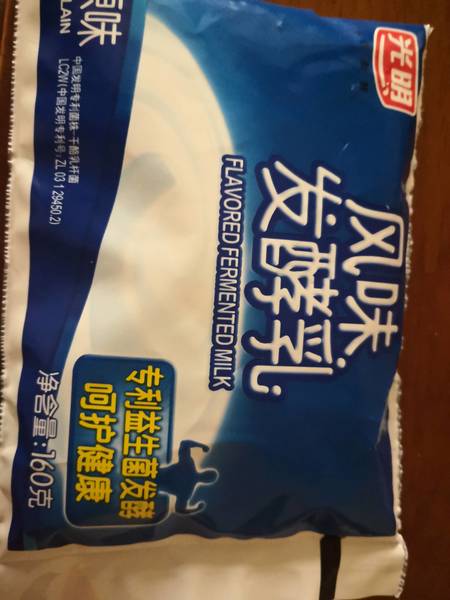 光明
风味
发酵乳
FLAVORED FERMENTED MILK
原味
PLAIN
中国发明专利菌株-干酪乳杆菌
LC2W(中国发明专利号:ZL 03 1 29450.2)
专利益生菌发酵
呵护健康
净含量:160克